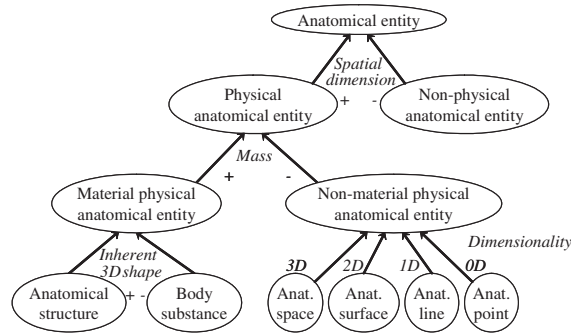 Anatomical entity
Spatial
dimension
Physical
anatomical entity
+ -
Non-physical
anatomical entity
Mass
+ -
Material physical
anatomical entity
Non-material physical
anatomical entity
Inherent
3D shape
Dimensionality
3D 2D 1D 0D
Anatomical
structure
+ -
Body
substance
Anat.
space
Anat.
surface
Anat.
line
Anat.
point